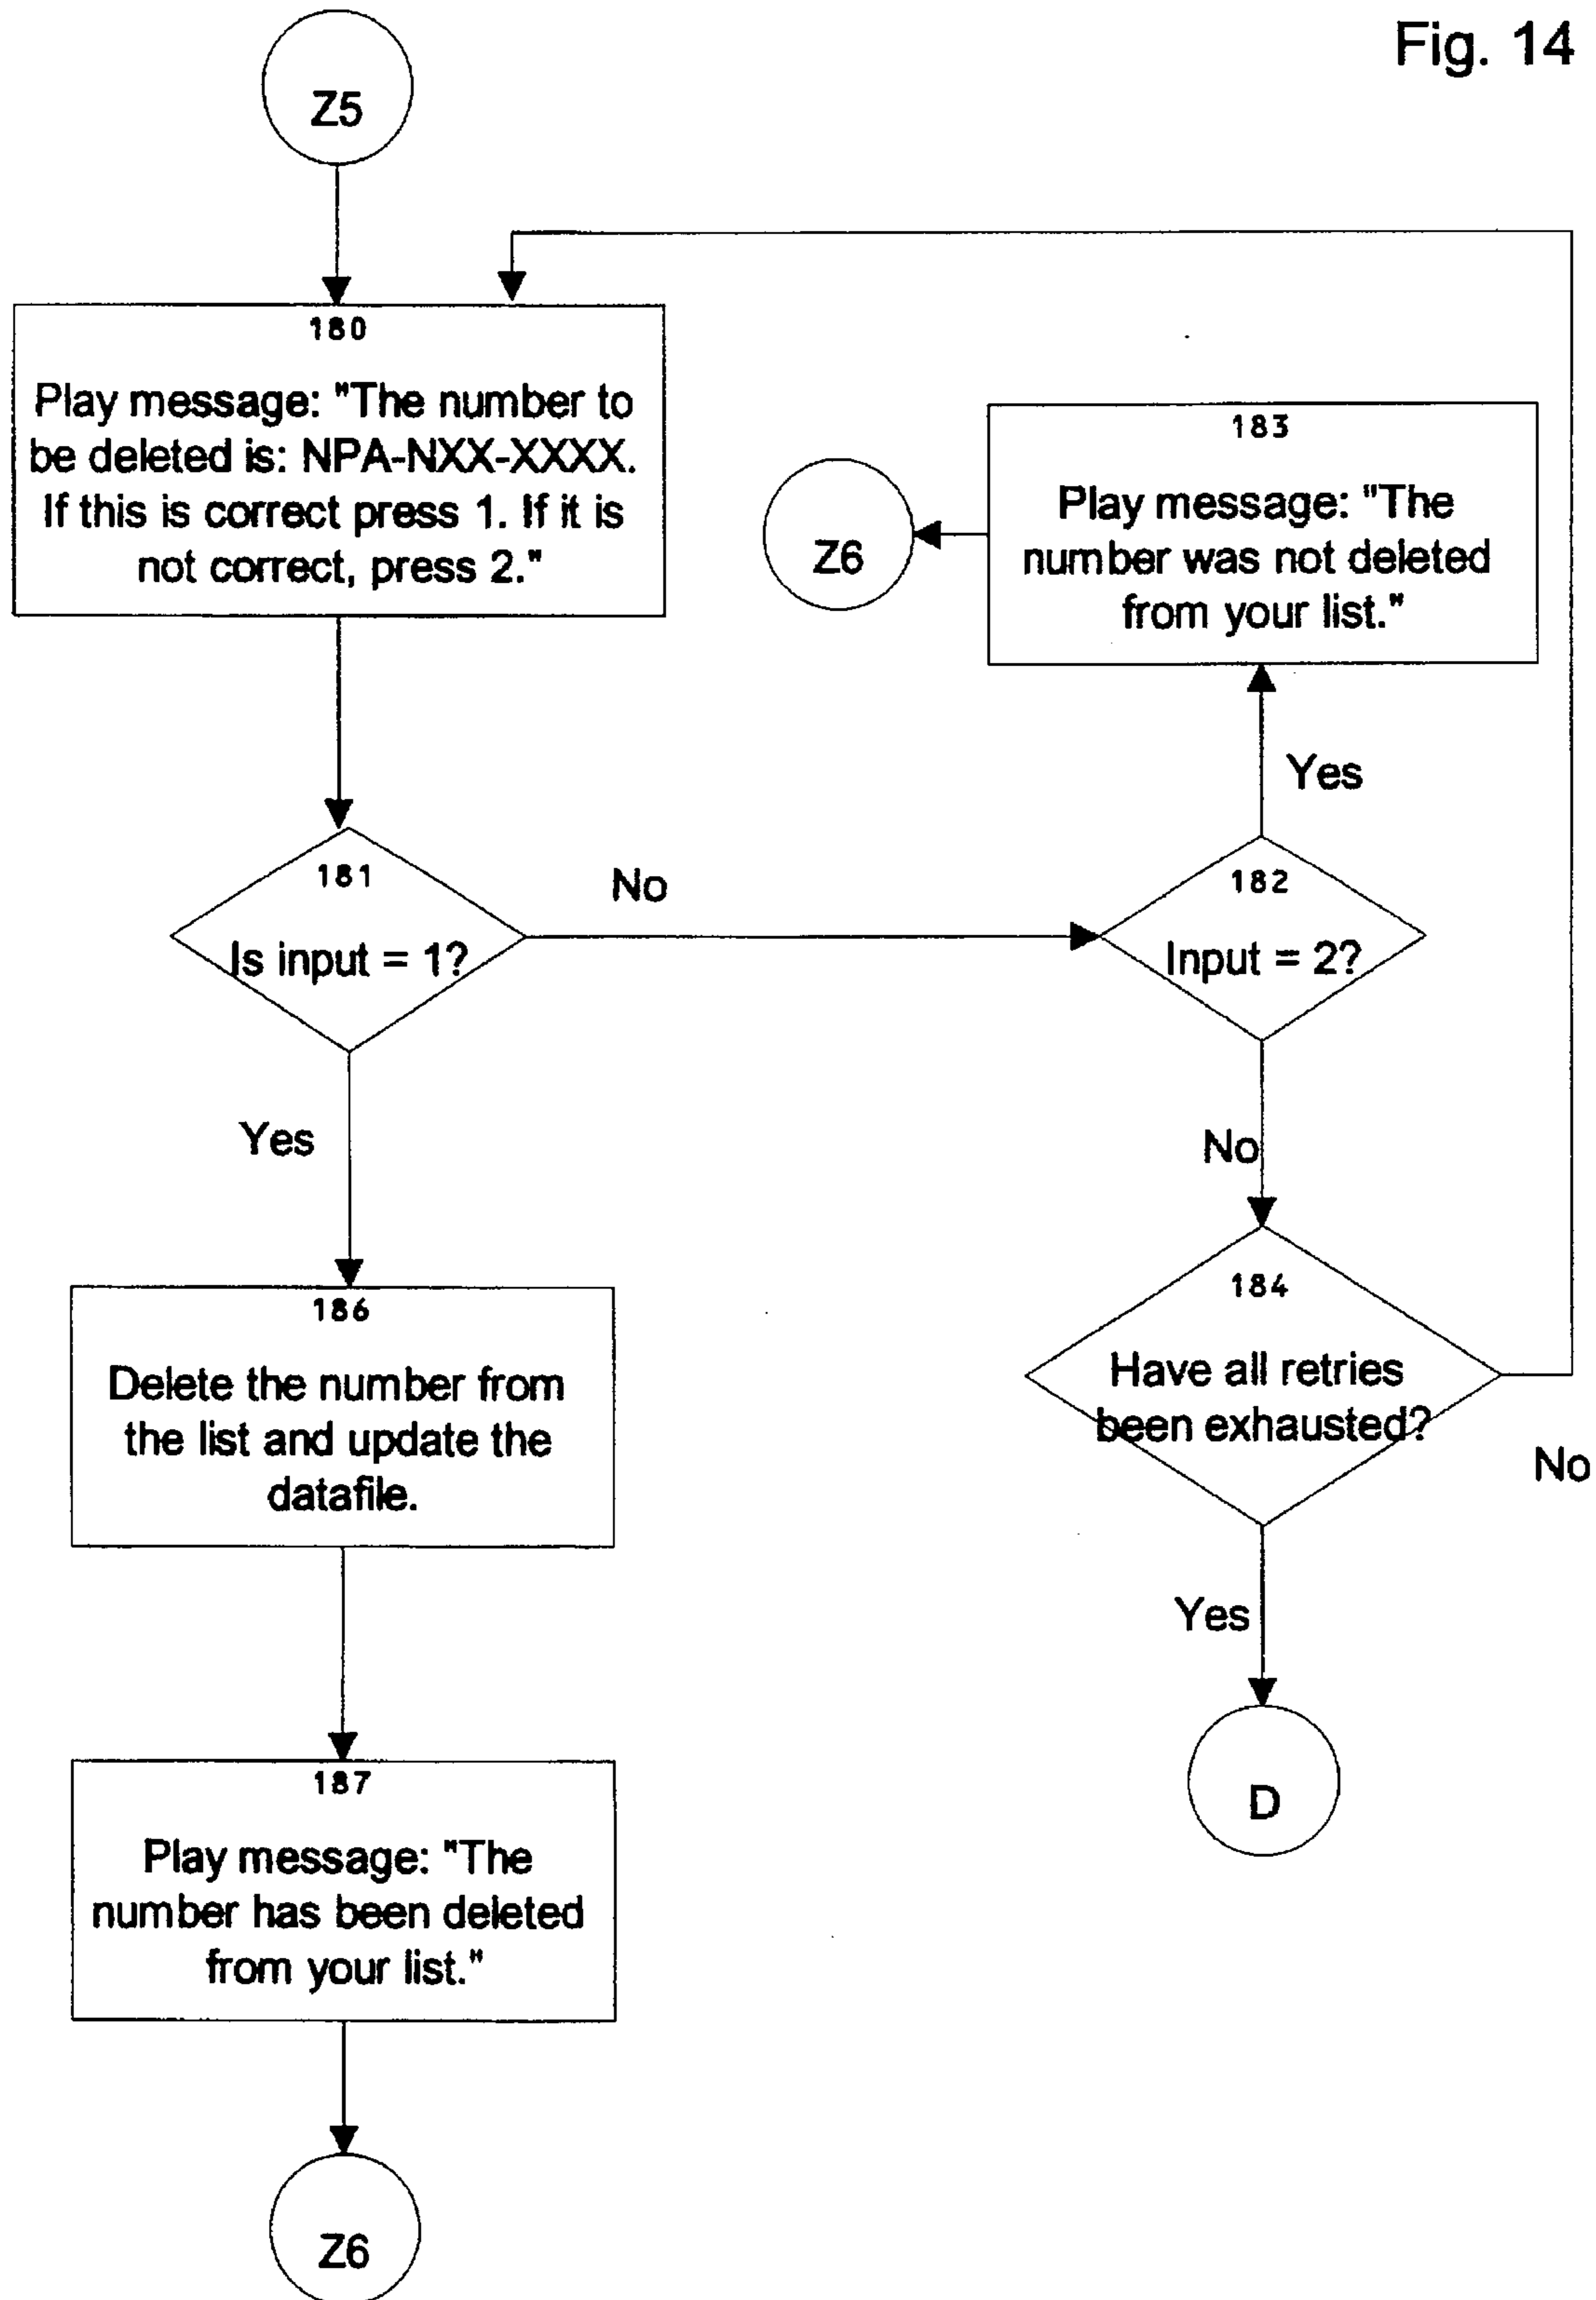 Fig. 14
Z5
180
Play message: "The number to
be deleted is: NPA-NXX-XXXX.
If this is correct press 1. If it is
not correct, press 2."
183
Play message: "The
number was not deleted
from your list."
Z6
Yes
181
Is input = 1?
No
182
Input = 2?
Yes
No
186
Delete the number from
the list and update the
datafile.
184
Have all retries
been exhausted?
No
Yes
187
Play message: "The
number has been deleted
from your list."
D
Z6